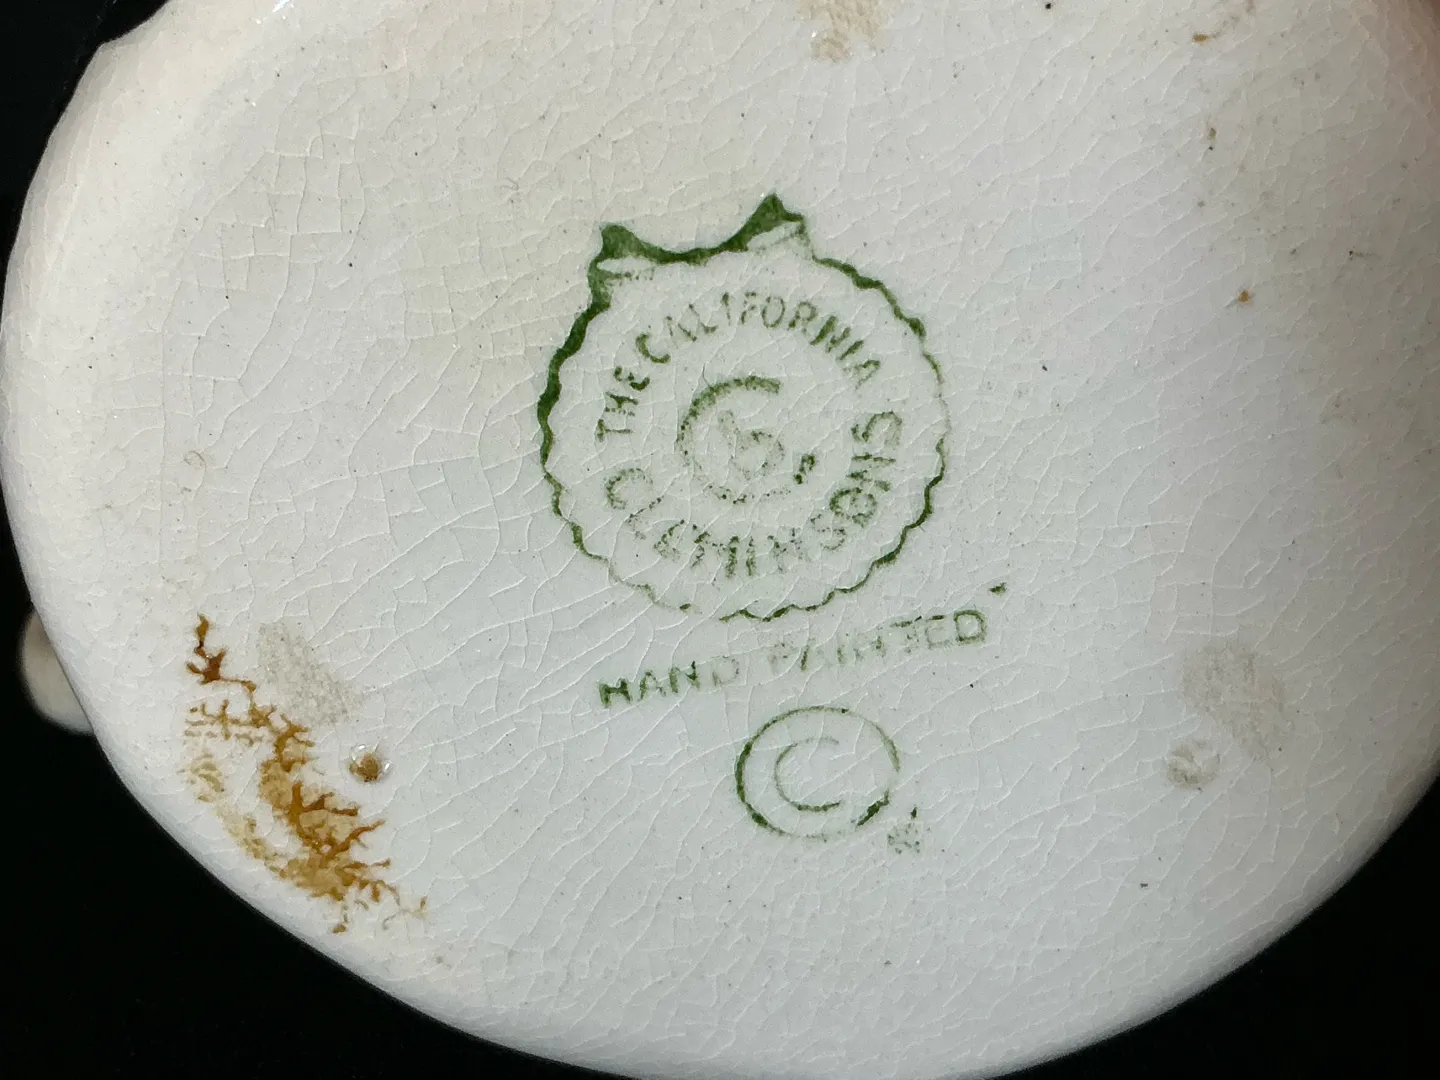 THE CALIFORNIA
CLEMINSONS
C
HAND PAINTED
©